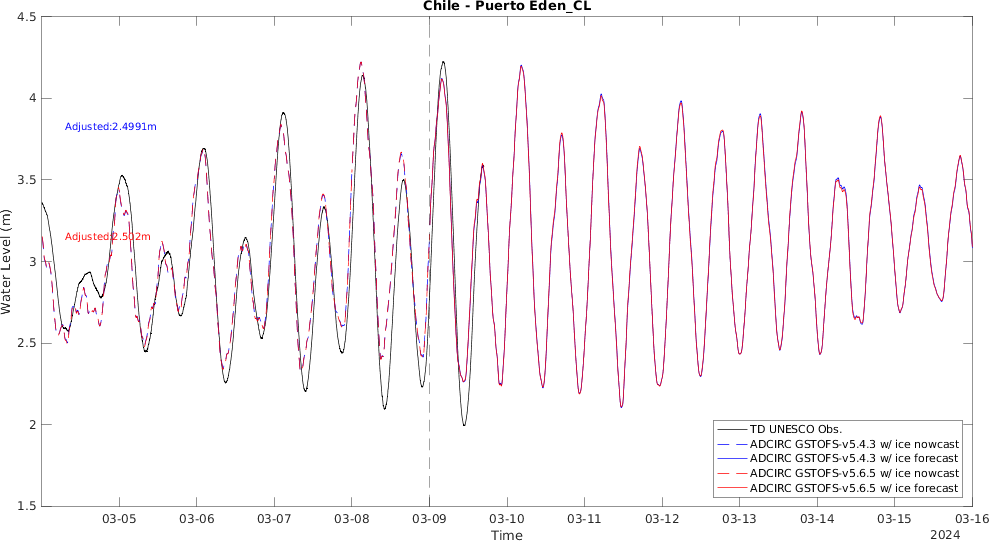 Chile - Puerto Eden_CL
4.5
4
3.5
3
2.5
2
1.5
Water Level (m)
Adjusted:2.4991m
Adjusted:2.502m
TD UNESCO Obs.
ADCIRC GSTOFS-v5.4.3 w/ ice nowcast
ADCIRC GSTOFS-v5.4.3 w/ ice forecast
ADCIRC GSTOFS-v5.6.5 w/ ice nowcast
ADCIRC GSTOFS-v5.6.5 w/ ice forecast
03-05 03-06 03-07 03-08 03-09 03-10 03-11 03-12 03-13 03-14 03-15 03-16
Time
2024